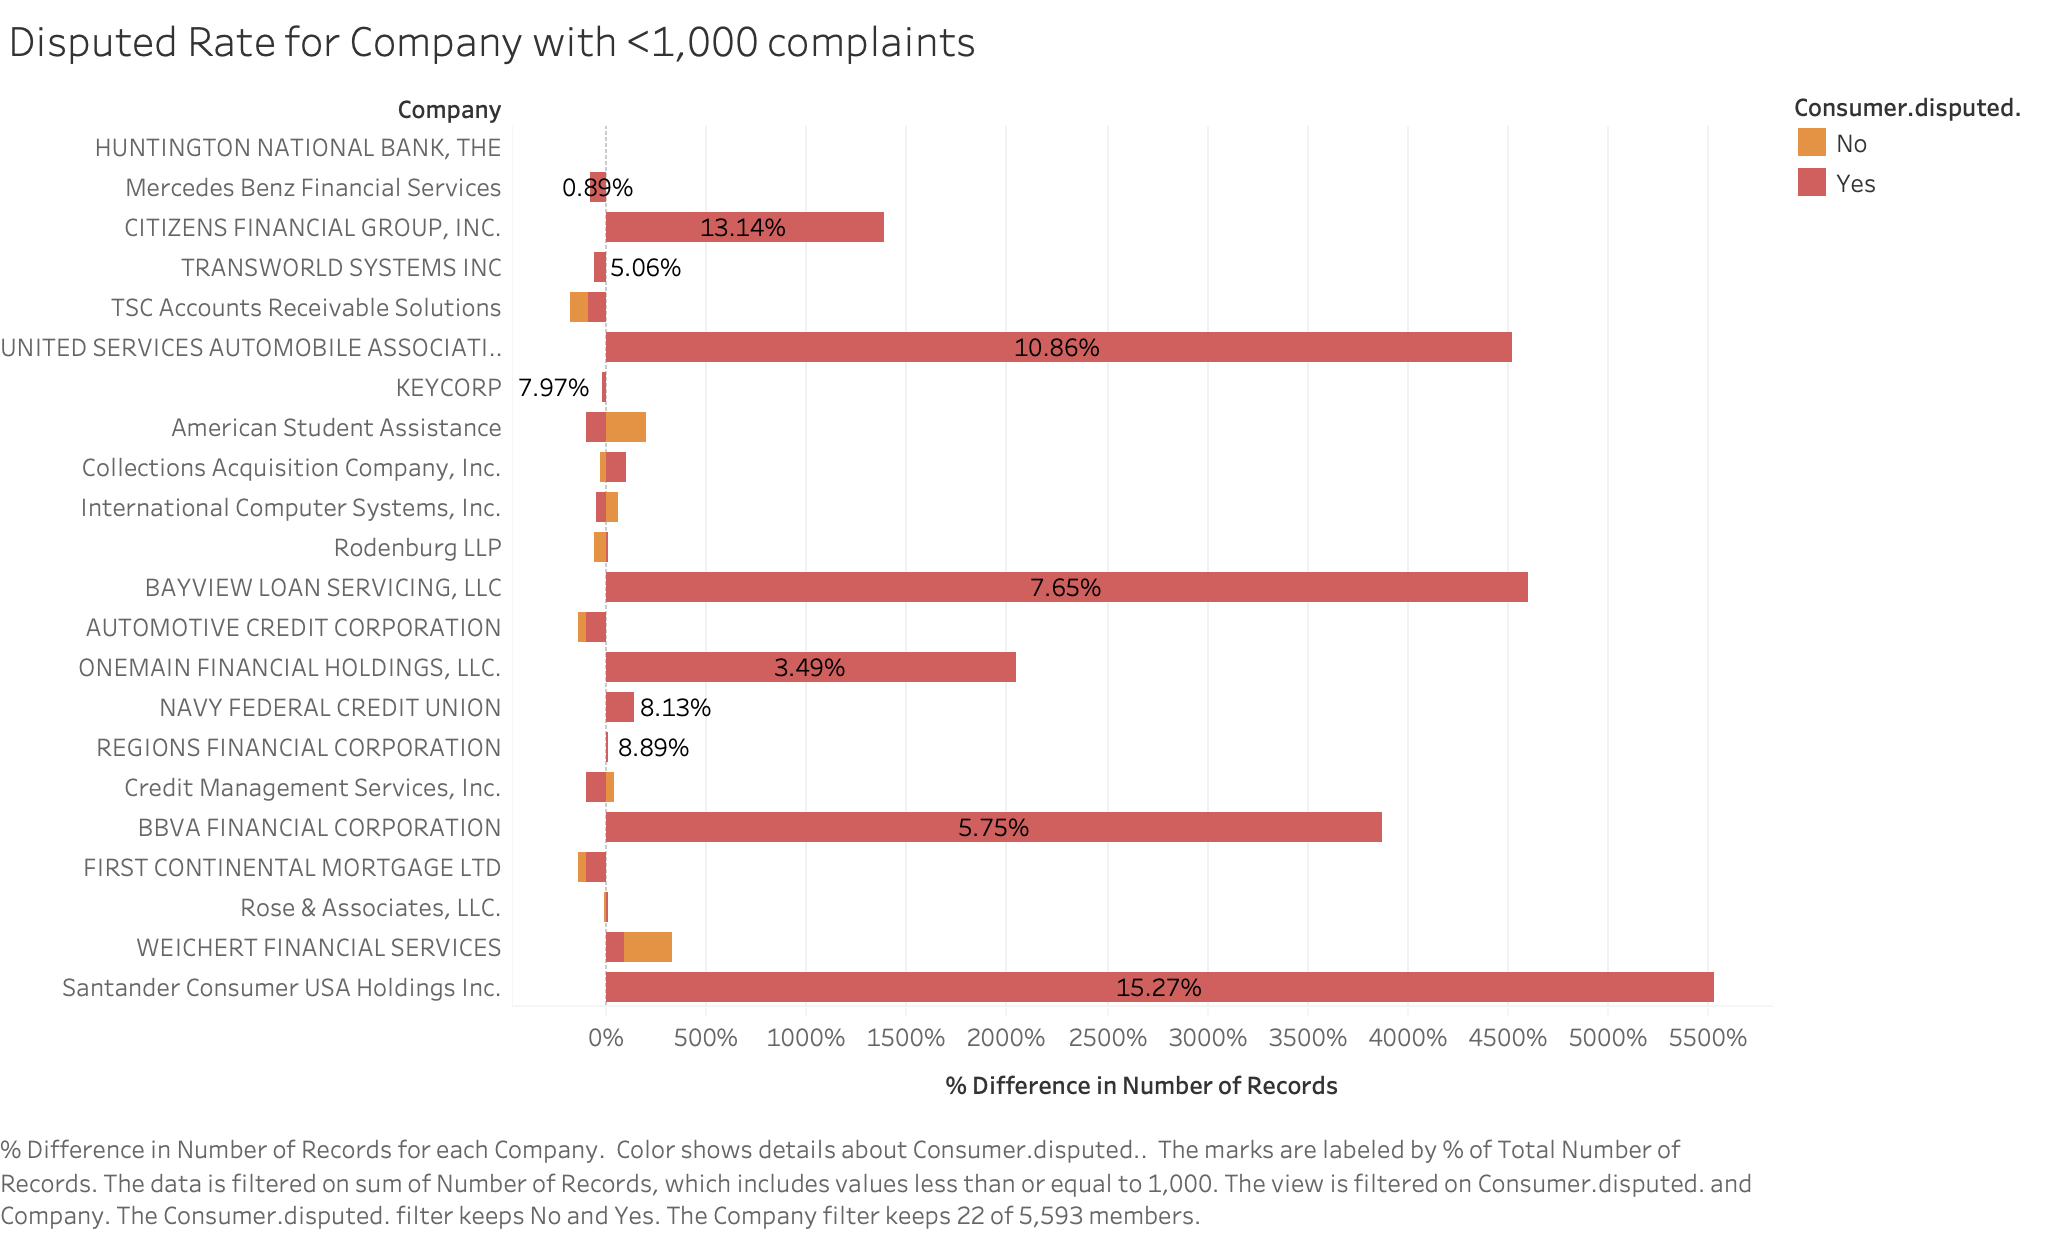 Disputed Rate for Company with <1,000 complaints
Company
Consumer.disputed.
No
Yes
HUNTINGTON NATIONAL BANK, THE
Mercedes Benz Financial Services 0.89%
CITIZENS FINANCIAL GROUP, INC. 13.14%
TRANSWORLD SYSTEMS INC 5.06%
TSC Accounts Receivable Solutions
UNITED SERVICES AUTOMOBILE ASSOCIATI.. 10.86%
KEYCORP 7.97%
American Student Assistance
Collections Acquisition Company, Inc.
International Computer Systems, Inc.
Rodenburg LLP
BAYVIEW LOAN SERVICING, LLC 7.65%
AUTOMOTIVE CREDIT CORPORATION
ONEMAIN FINANCIAL HOLDINGS, LLC. 3.49%
NAVY FEDERAL CREDIT UNION 8.13%
REGIONS FINANCIAL CORPORATION 8.89%
Credit Management Services, Inc.
BBVA FINANCIAL CORPORATION 5.75%
FIRST CONTINENTAL MORTGAGE LTD
Rose & Associates, LLC.
WEICHERT FINANCIAL SERVICES
Santander Consumer USA Holdings Inc. 15.27%
0% 500% 1000% 1500% 2000% 2500% 3000% 3500% 4000% 4500% 5000% 5500%
% Difference in Number of Records
% Difference in Number of Records for each Company.  Color shows details about Consumer.disputed..  The marks are labeled by % of Total Number of
Records. The data is filtered on sum of Number of Records, which includes values less than or equal to 1,000. The view is filtered on Consumer.disputed. and
Company. The Consumer.disputed. filter keeps No and Yes. The Company filter keeps 22 of 5,593 members.